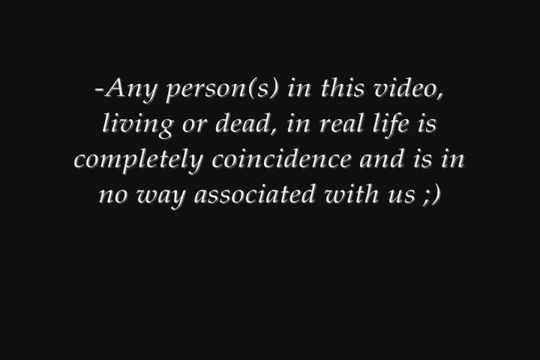 -Any person(s) in this video,
living or dead, in real life is
completely coincidence and is in
no way associated with us ;)